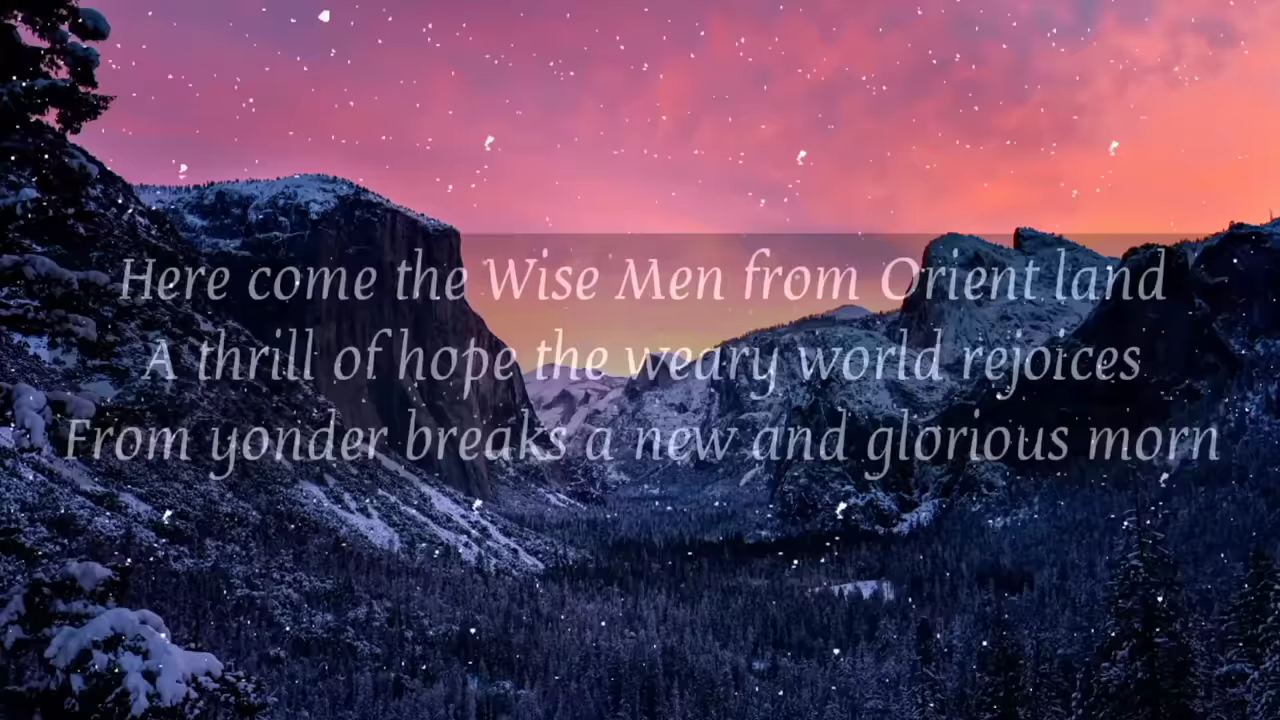 Here come the Wise Men from Orient land
A thrill of hope the weary world rejoices
From yonder breaks a new and glorious morn